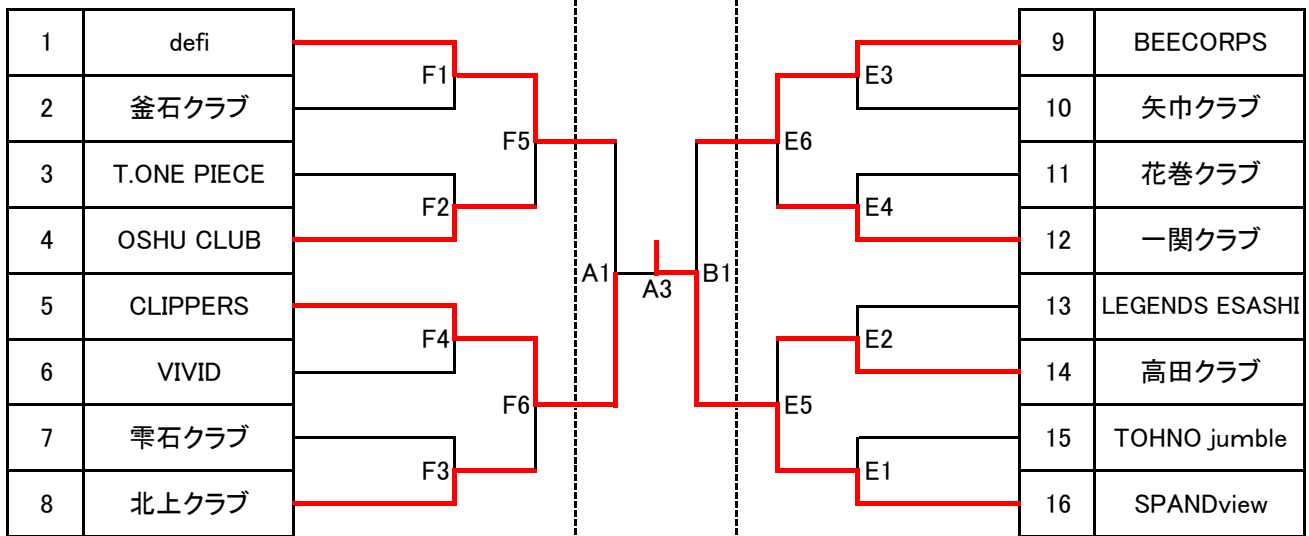 1 defi
2 釜石クラブ
3 T.ONE PIECE
4 OSHU CLUB
5 CLIPPERS
6 VIVID
7 雫石クラブ
8 北上クラブ
F1
F5
F2
A1
F4
F6
F3
A3
B1
E3
E6
E4
E2
E5
E1
9 BEECORPS
10 矢巾クラブ
11 花巻クラブ
12 一関クラブ
13 LEGENDS ESASHI
14 高田クラブ
15 TOHNO jumble
16 SPANDview